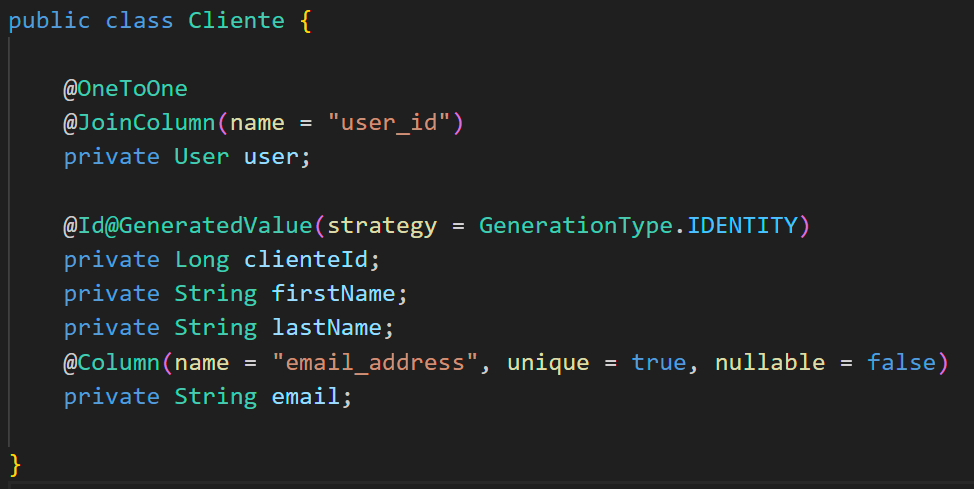 public class Cliente {
@OneToOne
@JoinColumn(name = "user_id")
private User user;
@Id@GeneratedValue(strategy = GenerationType.IDENTITY)
private Long clienteId;
private String firstName;
private String lastName;
@Column(name = "email_address", unique = true, nullable = false)
private String email;
}